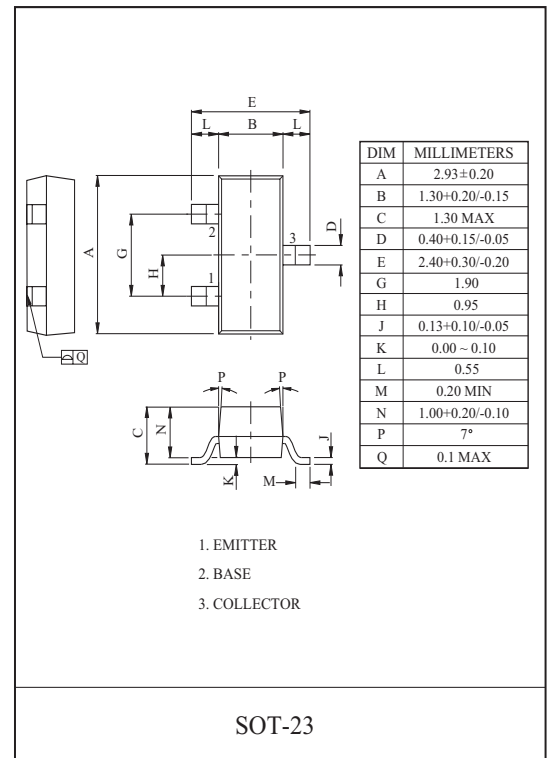 E
L B L
A
G
H
D
2
3
1
⏥ Q
P P
C
N
K
M
J
DIM MILLIMETERS
A 2.93±0.20
B 1.30+0.20/-0.15
C 1.30 MAX
D 0.40+0.15/-0.05
E 2.40+0.30/-0.20
G 1.90
H 0.95
J 0.13+0.10/-0.05
K 0.00 ~ 0.10
L 0.55
M 0.20 MIN
N 1.00+0.20/-0.10
P 7°
Q 0.1 MAX
1. EMITTER
2. BASE
3. COLLECTOR
SOT-23